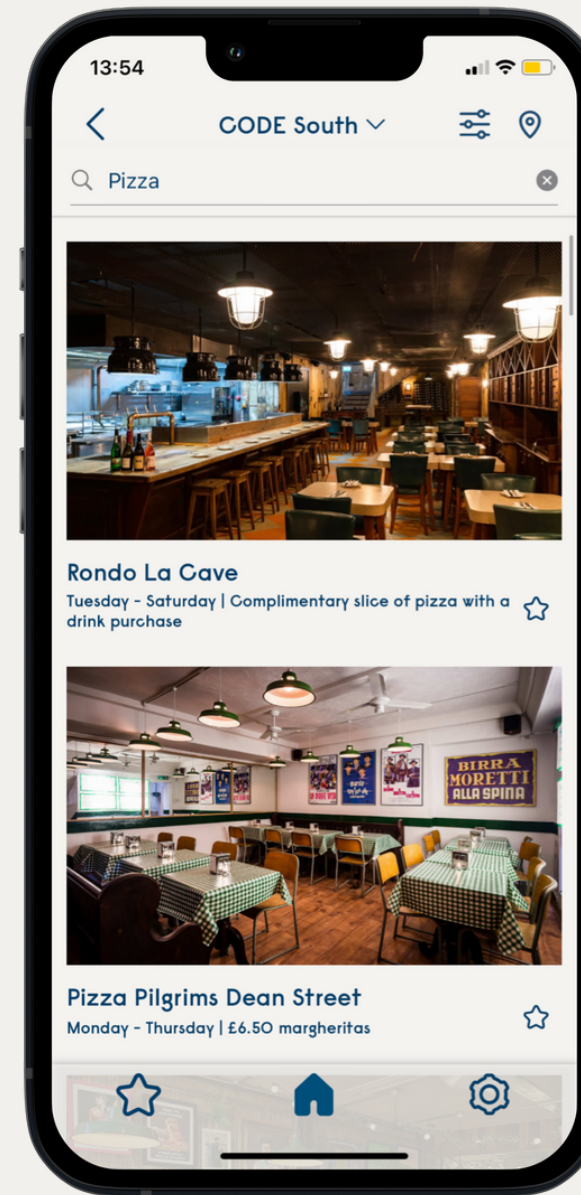 13:54
CODE South
Pizza
Rondo La Cave
Tuesday - Saturday | Complimentary slice of pizza with a
drink purchase
BIRRA
MORETTI
ALLA SPINA
Pizza Pilgrims Dean Street
Monday - Thursday | £6.50 margheritas